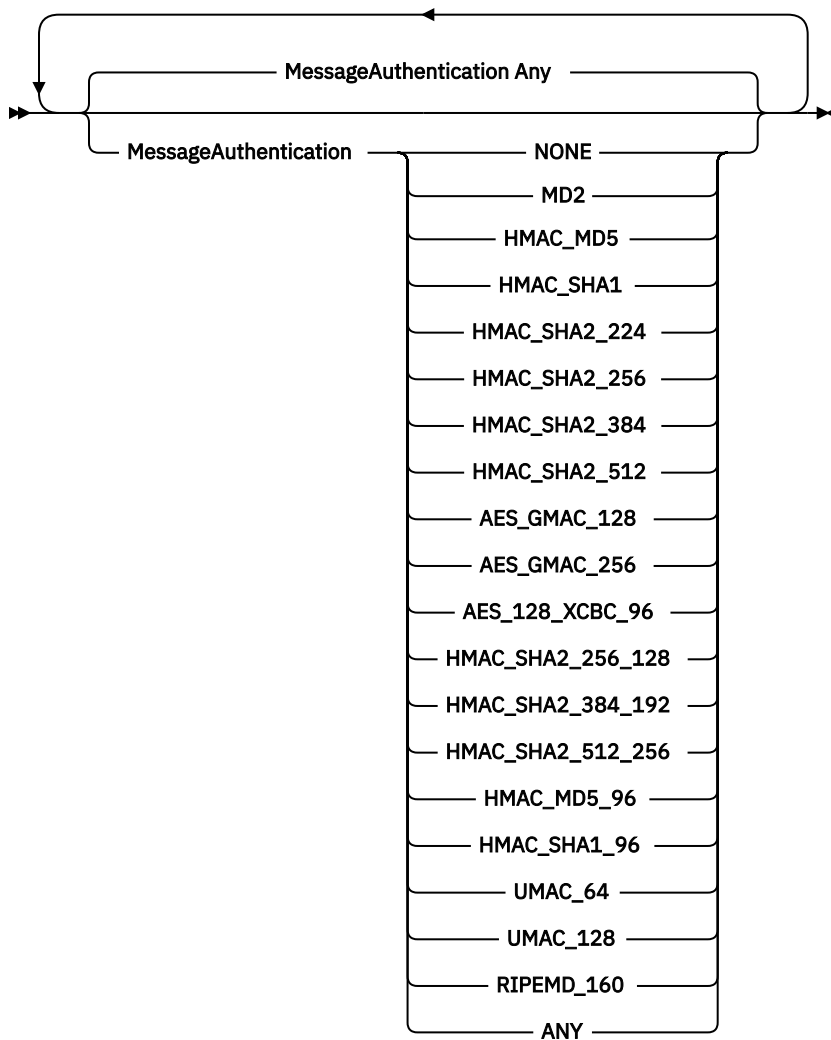 MessageAuthentication Any
MessageAuthentication NONE
MD2
HMAC_MD5
HMAC_SHA1
HMAC_SHA2_224
HMAC_SHA2_256
HMAC_SHA2_384
HMAC_SHA2_512
AES_GMAC_128
AES_GMAC_256
AES_128_XCBC_96
HMAC_SHA2_256_128
HMAC_SHA2_384_192
HMAC_SHA2_512_256
HMAC_MD5_96
HMAC_SHA1_96
UMAC_64
UMAC_128
RIPEMD_160
ANY